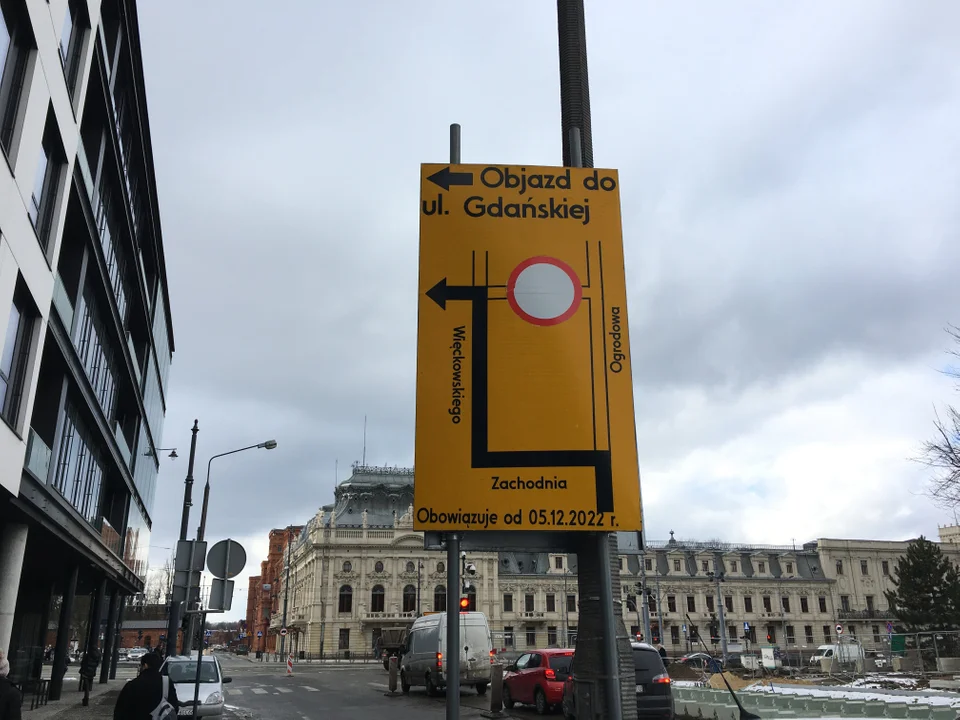 Objazd do
ul. Gdańskiej
Więckowskiego
Ogrodowa
Zachodnia
Obowiązuje od 05.12.2022 r.